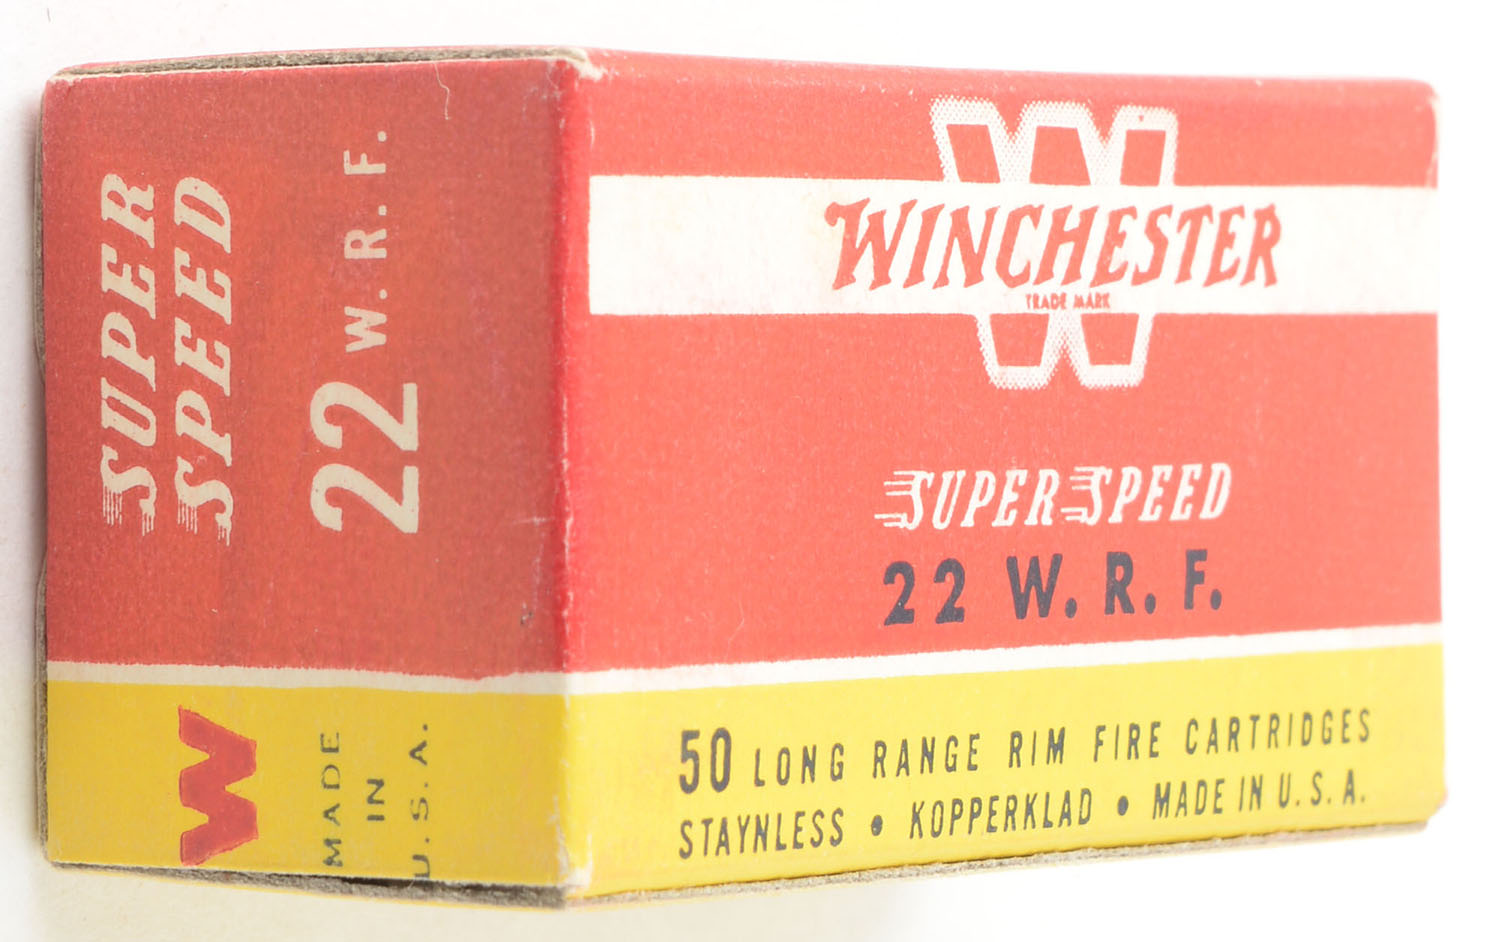 SUPER
SPEED
22 W. R. F.
W
MADE
IN
U.S.A.
W
WINCHESTER
TRADE MARK
SUPER SPEED
22 W. R. F.
50 LONG RANGE RIM FIRE CARTRIDGES
STAYNLESS • KOPPERKLAD • MADE IN U. S. A.